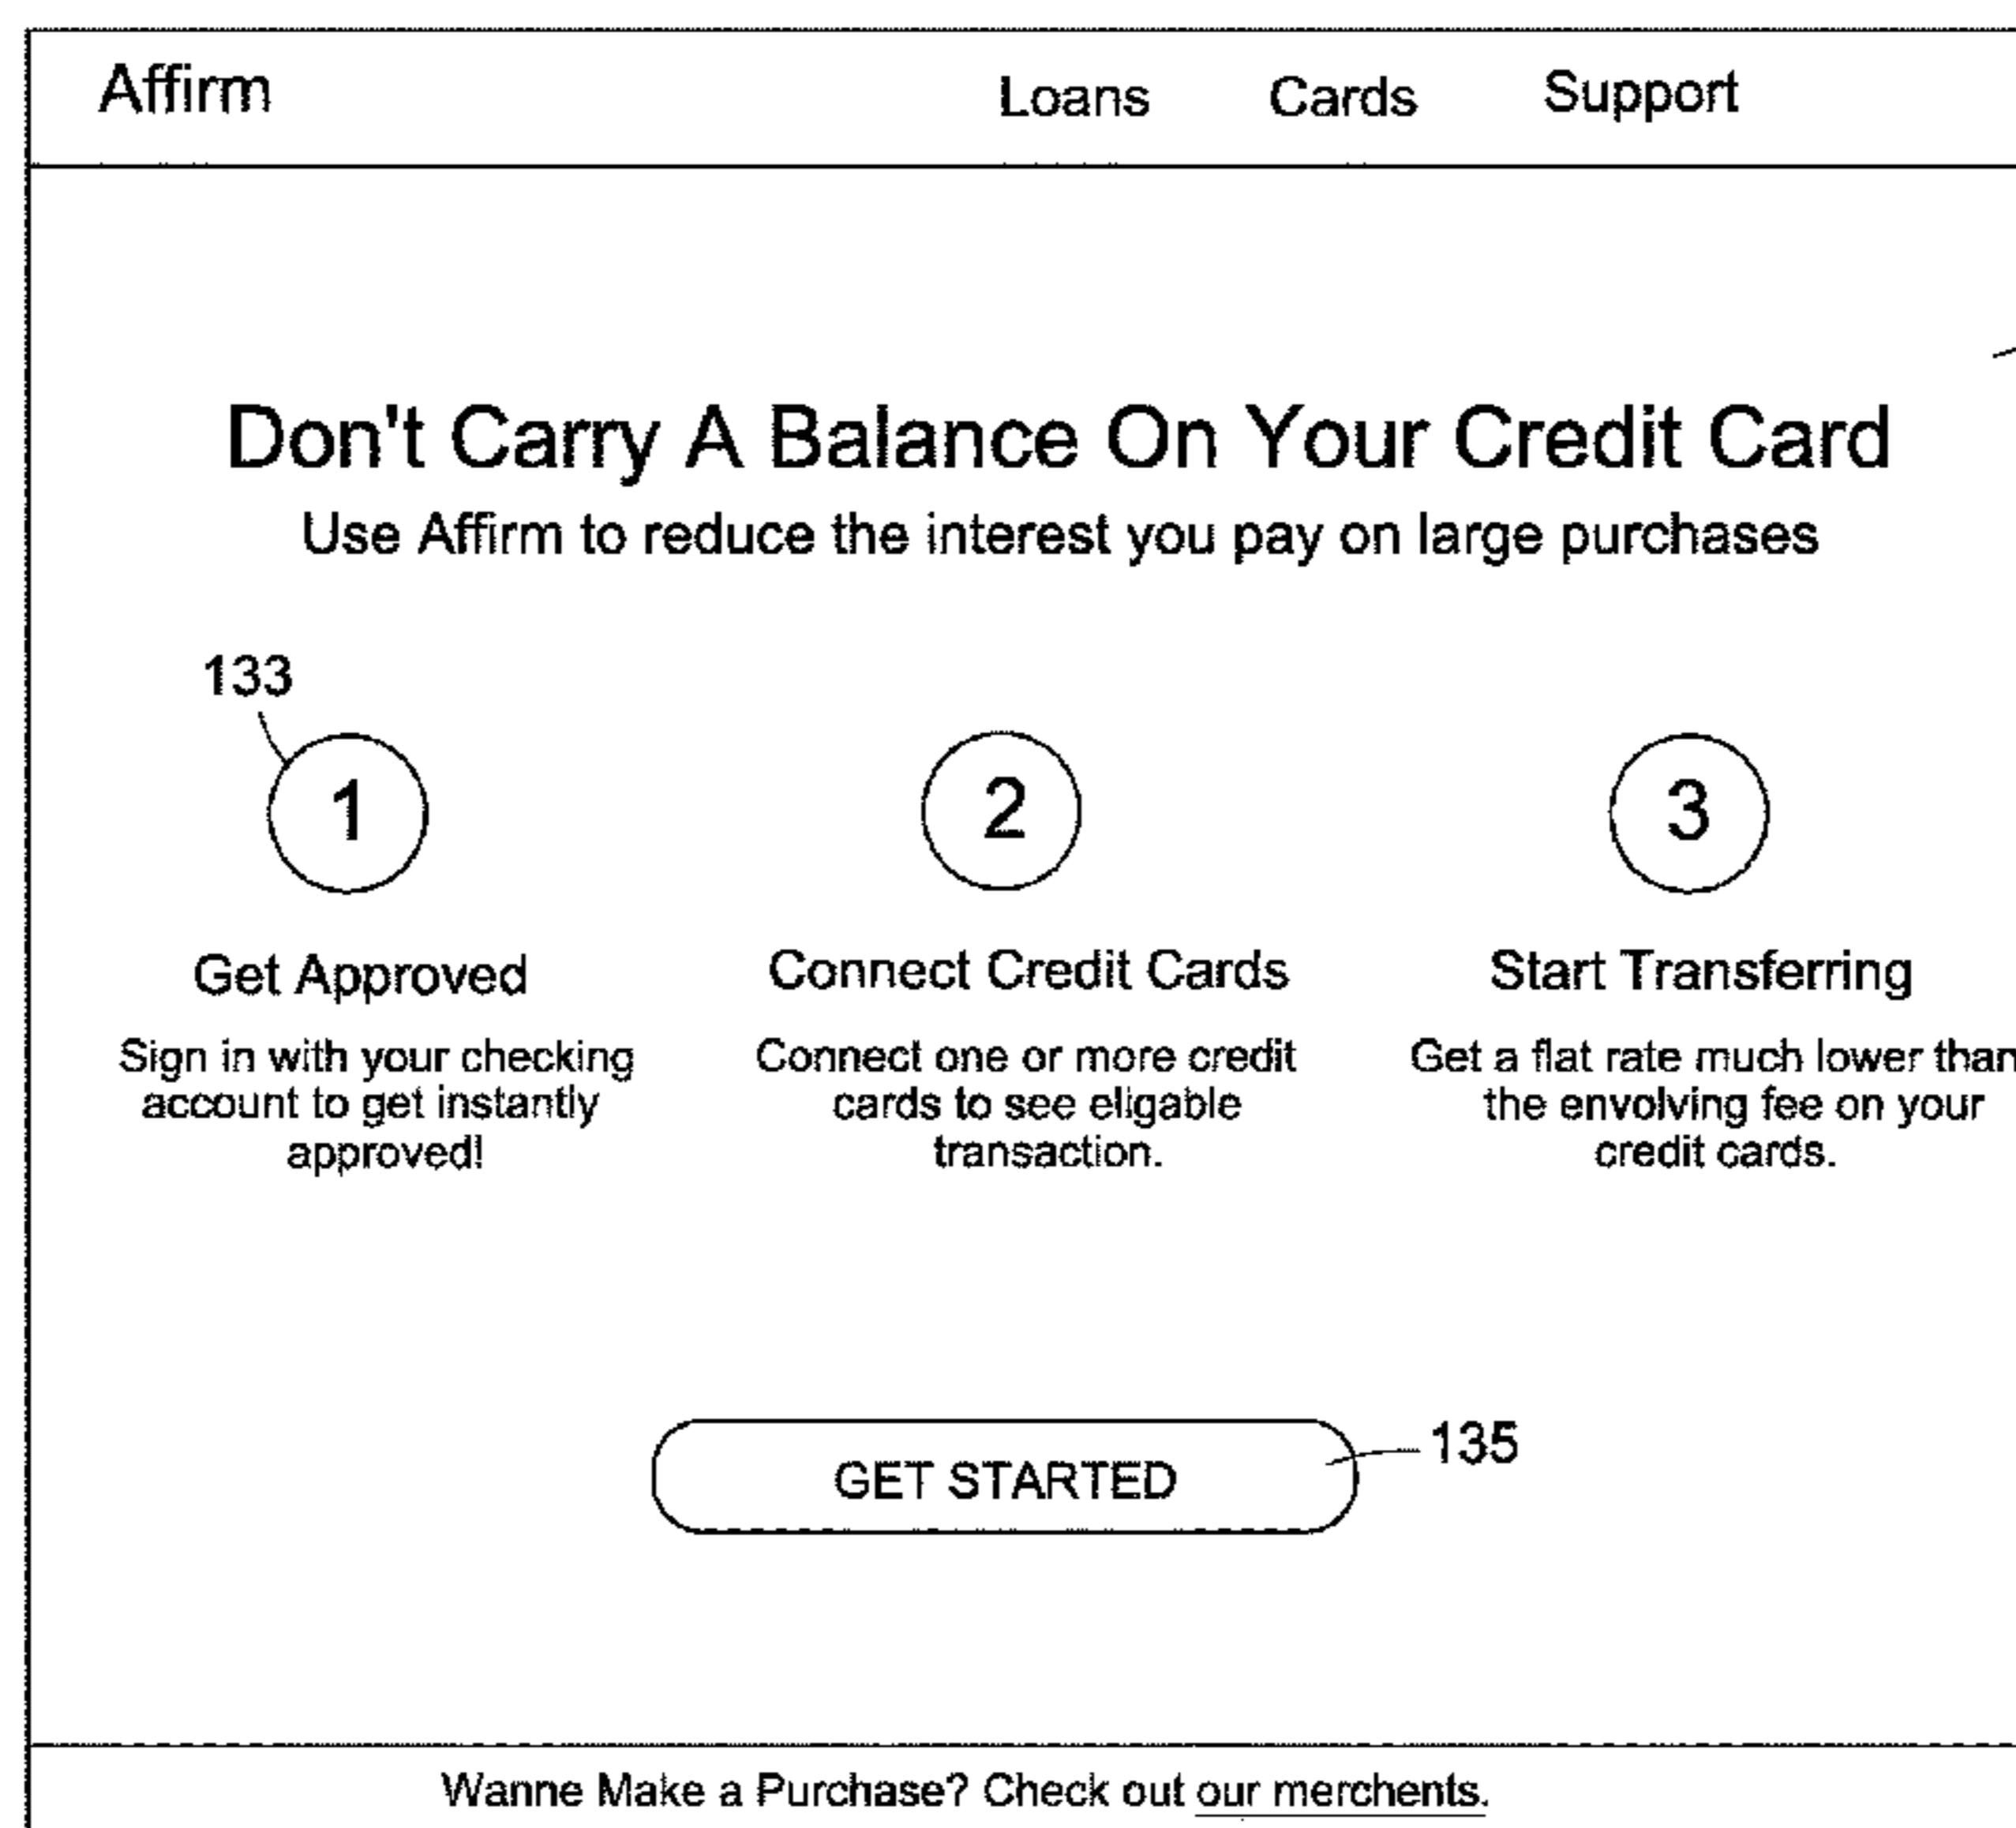 Affirm Loans Cards Support
Don't Carry A Balance On Your Credit Card
Use Affirm to reduce the interest you pay on large purchases
133
1 2 3
Get Approved Connect Credit Cards Start Transferring
Sign in with your checking Connect one or more credit Get a flat rate much lower than
account to get instantly cards to see eligable the envolving fee on your
approved! transaction. credit cards.
GET STARTED 135
Wanne Make a Purchase? Check out our merchents.